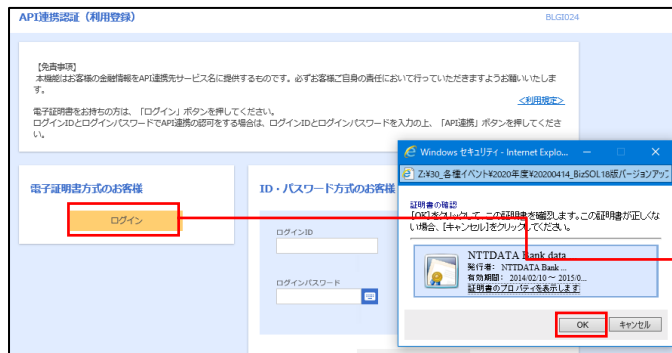 API連携認証（利用登録）
BLGI024
【免責事項】
本機能はお客様の金融情報をAPI連携先サービス名に提供するものです。必ずお客様ご自身の責任において行っていただきますようお願いいたしま
す。
<利用規定>
電子証明書をお持ちの方は、「ログイン」ボタンを押してください。
ログインIDとログインパスワードでAPI連携の認可をする場合は、ログインIDとログインパスワードを入力の上、「API連携」ボタンを押してくださ
い。
電子証明書方式のお客様
ログイン
ID・パスワード方式のお客様
ログインID
ログインパスワード
Windows セキュリティ - Internet Explo...
Z:¥30_各種イベント¥2020年度¥20200414_BizSOL18版バージョンアッフ
証明書の確認
[OK]をクリックして、この証明書を確認します。この証明書が正しくな
い場合、[キャンセル]をクリックしてください。
NTTDATA Bank data
発行者: NTTDATA Bank ...
有効期間: 2014/02/10 ～ 2015/0...
証明書のプロパティを表示します
OK
キャンセル